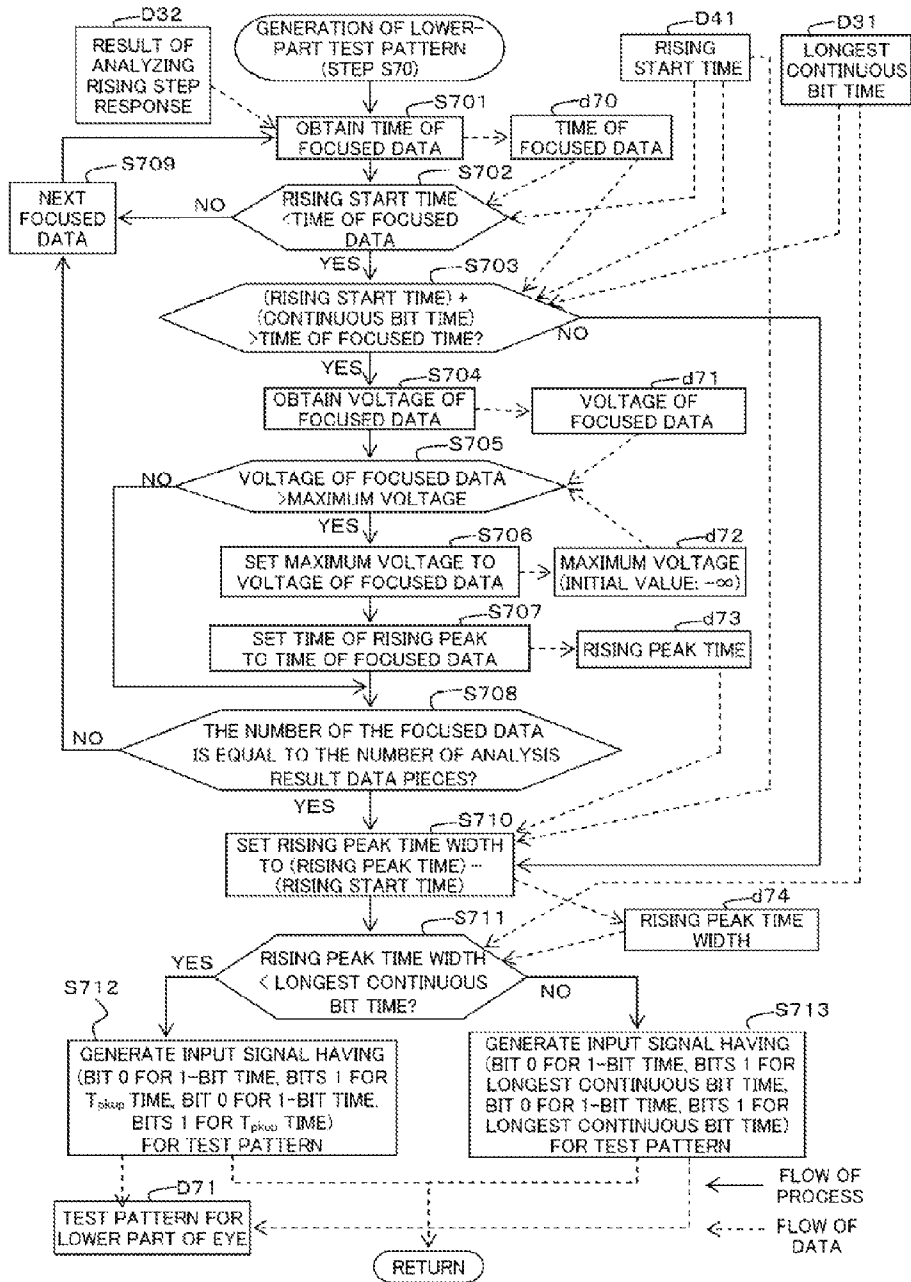 D32
RESULT OF
ANALYZING
RISING STEP
RESPONSE
GENERATION OF LOWER-
PART TEST PATTERN
(STEP S70)
D41
RISING
START TIME
D31
LONGEST
CONTINUOUS
BIT TIME
S701
OBTAIN TIME OF
FOCUSED DATA
d70
TIME OF
FOCUSED DATA
S709
NEXT
FOCUSED
DATA
S702
NO
RISING START TIME
<TIME OF FOCUSED
DATA
YES
S703
(RISING START TIME) +
(CONTINUOUS BIT TIME)
>TIME OF FOCUSED TIME?
NO
YES
S704
OBTAIN VOLTAGE OF
FOCUSED DATA
d71
VOLTAGE OF
FOCUSED DATA
S705
NO
VOLTAGE OF FOCUSED DATA
>MAXIMUM VOLTAGE
YES
S706
SET MAXIMUM VOLTAGE TO
VOLTAGE OF FOCUSED DATA
d72
MAXIMUM VOLTAGE
(INITIAL VALUE: -∞)
S707
SET TIME OF RISING PEAK
TO TIME OF FOCUSED DATA
d73
RISING PEAK TIME
S708
NO
THE NUMBER OF THE FOCUSED DATA
IS EQUAL TO THE NUMBER OF ANALYSIS
RESULT DATA PIECES?
YES
S710
SET RISING PEAK TIME WIDTH
TO (RISING PEAK TIME) -
(RISING START TIME)
d74
RISING PEAK TIME
WIDTH
S711
YES
RISING PEAK TIME WIDTH
< LONGEST CONTINUOUS
BIT TIME?
NO
S712
GENERATE INPUT SIGNAL HAVING
(BIT 0 FOR 1-BIT TIME, BITS 1 FOR
Tpkup TIME, BIT 0 FOR 1-BIT TIME,
BITS 1 FOR Tpkup TIME)
FOR TEST PATTERN
S713
GENERATE INPUT SIGNAL HAVING
(BIT 0 FOR 1-BIT TIME, BITS 1 FOR
LONGEST CONTINUOUS BIT TIME,
BIT 0 FOR 1-BIT TIME, BITS 1 FOR
LONGEST CONTINUOUS BIT TIME)
FOR TEST PATTERN
D71
TEST PATTERN FOR
LOWER PART OF EYE
FLOW OF
PROCESS
FLOW OF
DATA
RETURN